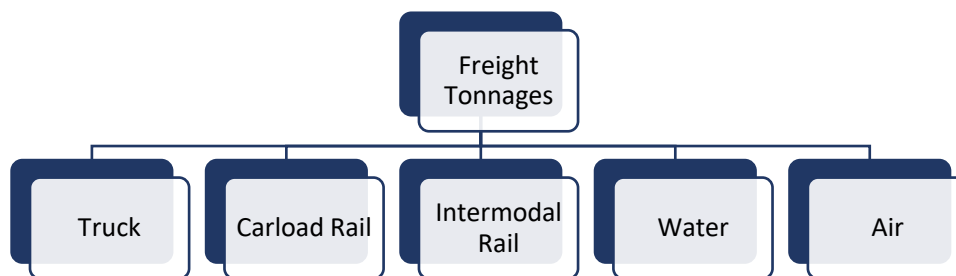 Freight
Tonnages
Truck
Carload Rail
Intermodal
Rail
Water
Air